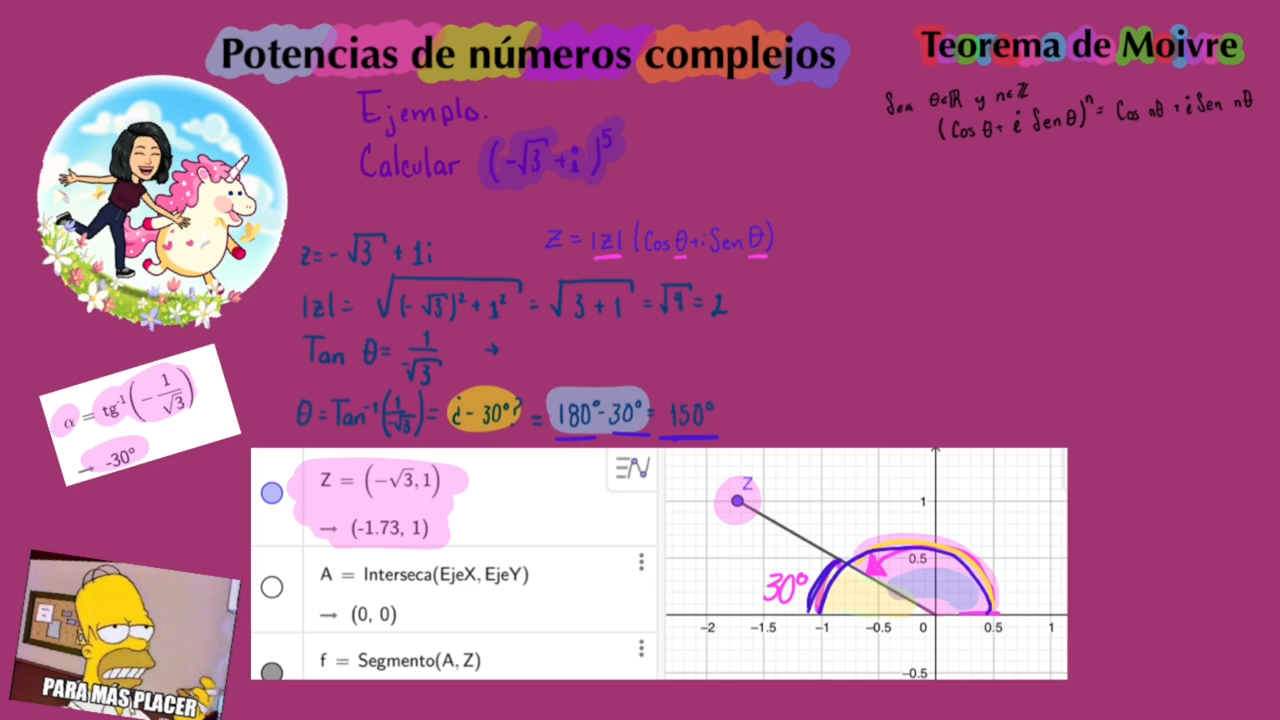 Potencias de números complejos
Teorema de Moivre
Sea θ∈ℝ y n∈ℤ
(Cos θ + i Sen θ)^n = Cos nθ + i Sen nθ
Ejemplo.
Calcular (-√3 + i)^5
z = -√3 + 1i
Z = |z| (Cos θ + i Sen θ)
|z| = √((-√3)² + 1²) = √(3 + 1) = √4 = 2
Tan θ = 1/-√3 →
θ = Tan⁻¹(1/-√3) = ¿-30°? = 180°-30° = 150°
α = tg⁻¹(-1/√3)
→ -30°
Z = (-√3, 1)
→ (-1.73, 1)
A = Interseca(EjeX, EjeY)
→ (0, 0)
f = Segmento(A, Z)
Z
1
0.5
30°
-2 -1.5 -1 -0.5 0 0.5 1
-0.5
PARA MÁS PLACER